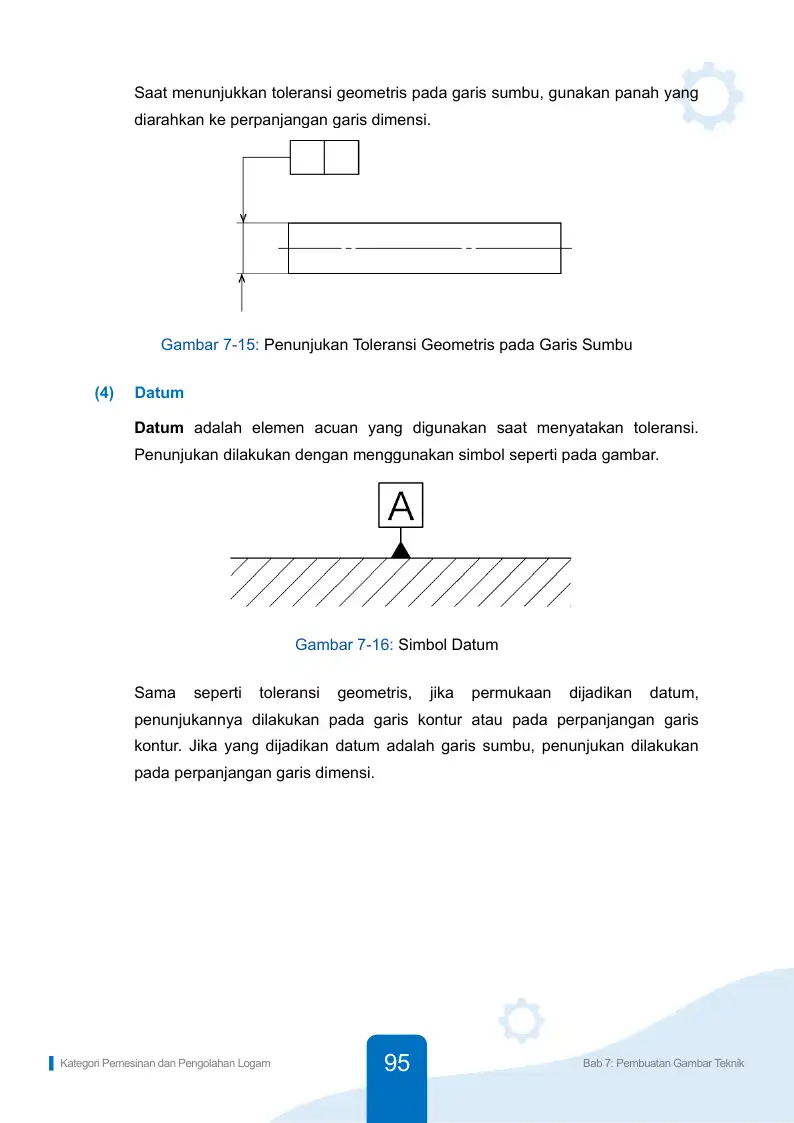 Saat menunjukkan toleransi geometris pada garis sumbu, gunakan panah yang
diarahkan ke perpanjangan garis dimensi.
Gambar 7-15: Penunjukan Toleransi Geometris pada Garis Sumbu
(4) Datum
Datum adalah elemen acuan yang digunakan saat menyatakan toleransi.
Penunjukan dilakukan dengan menggunakan simbol seperti pada gambar.
A
Gambar 7-16: Simbol Datum
Sama seperti toleransi geometris, jika permukaan dijadikan datum,
penunjukannya dilakukan pada garis kontur atau pada perpanjangan garis
kontur. Jika yang dijadikan datum adalah garis sumbu, penunjukan dilakukan
pada perpanjangan garis dimensi.
Kategori Pemesinan dan Pengolahan Logam
95
Bab 7: Pembuatan Gambar Teknik